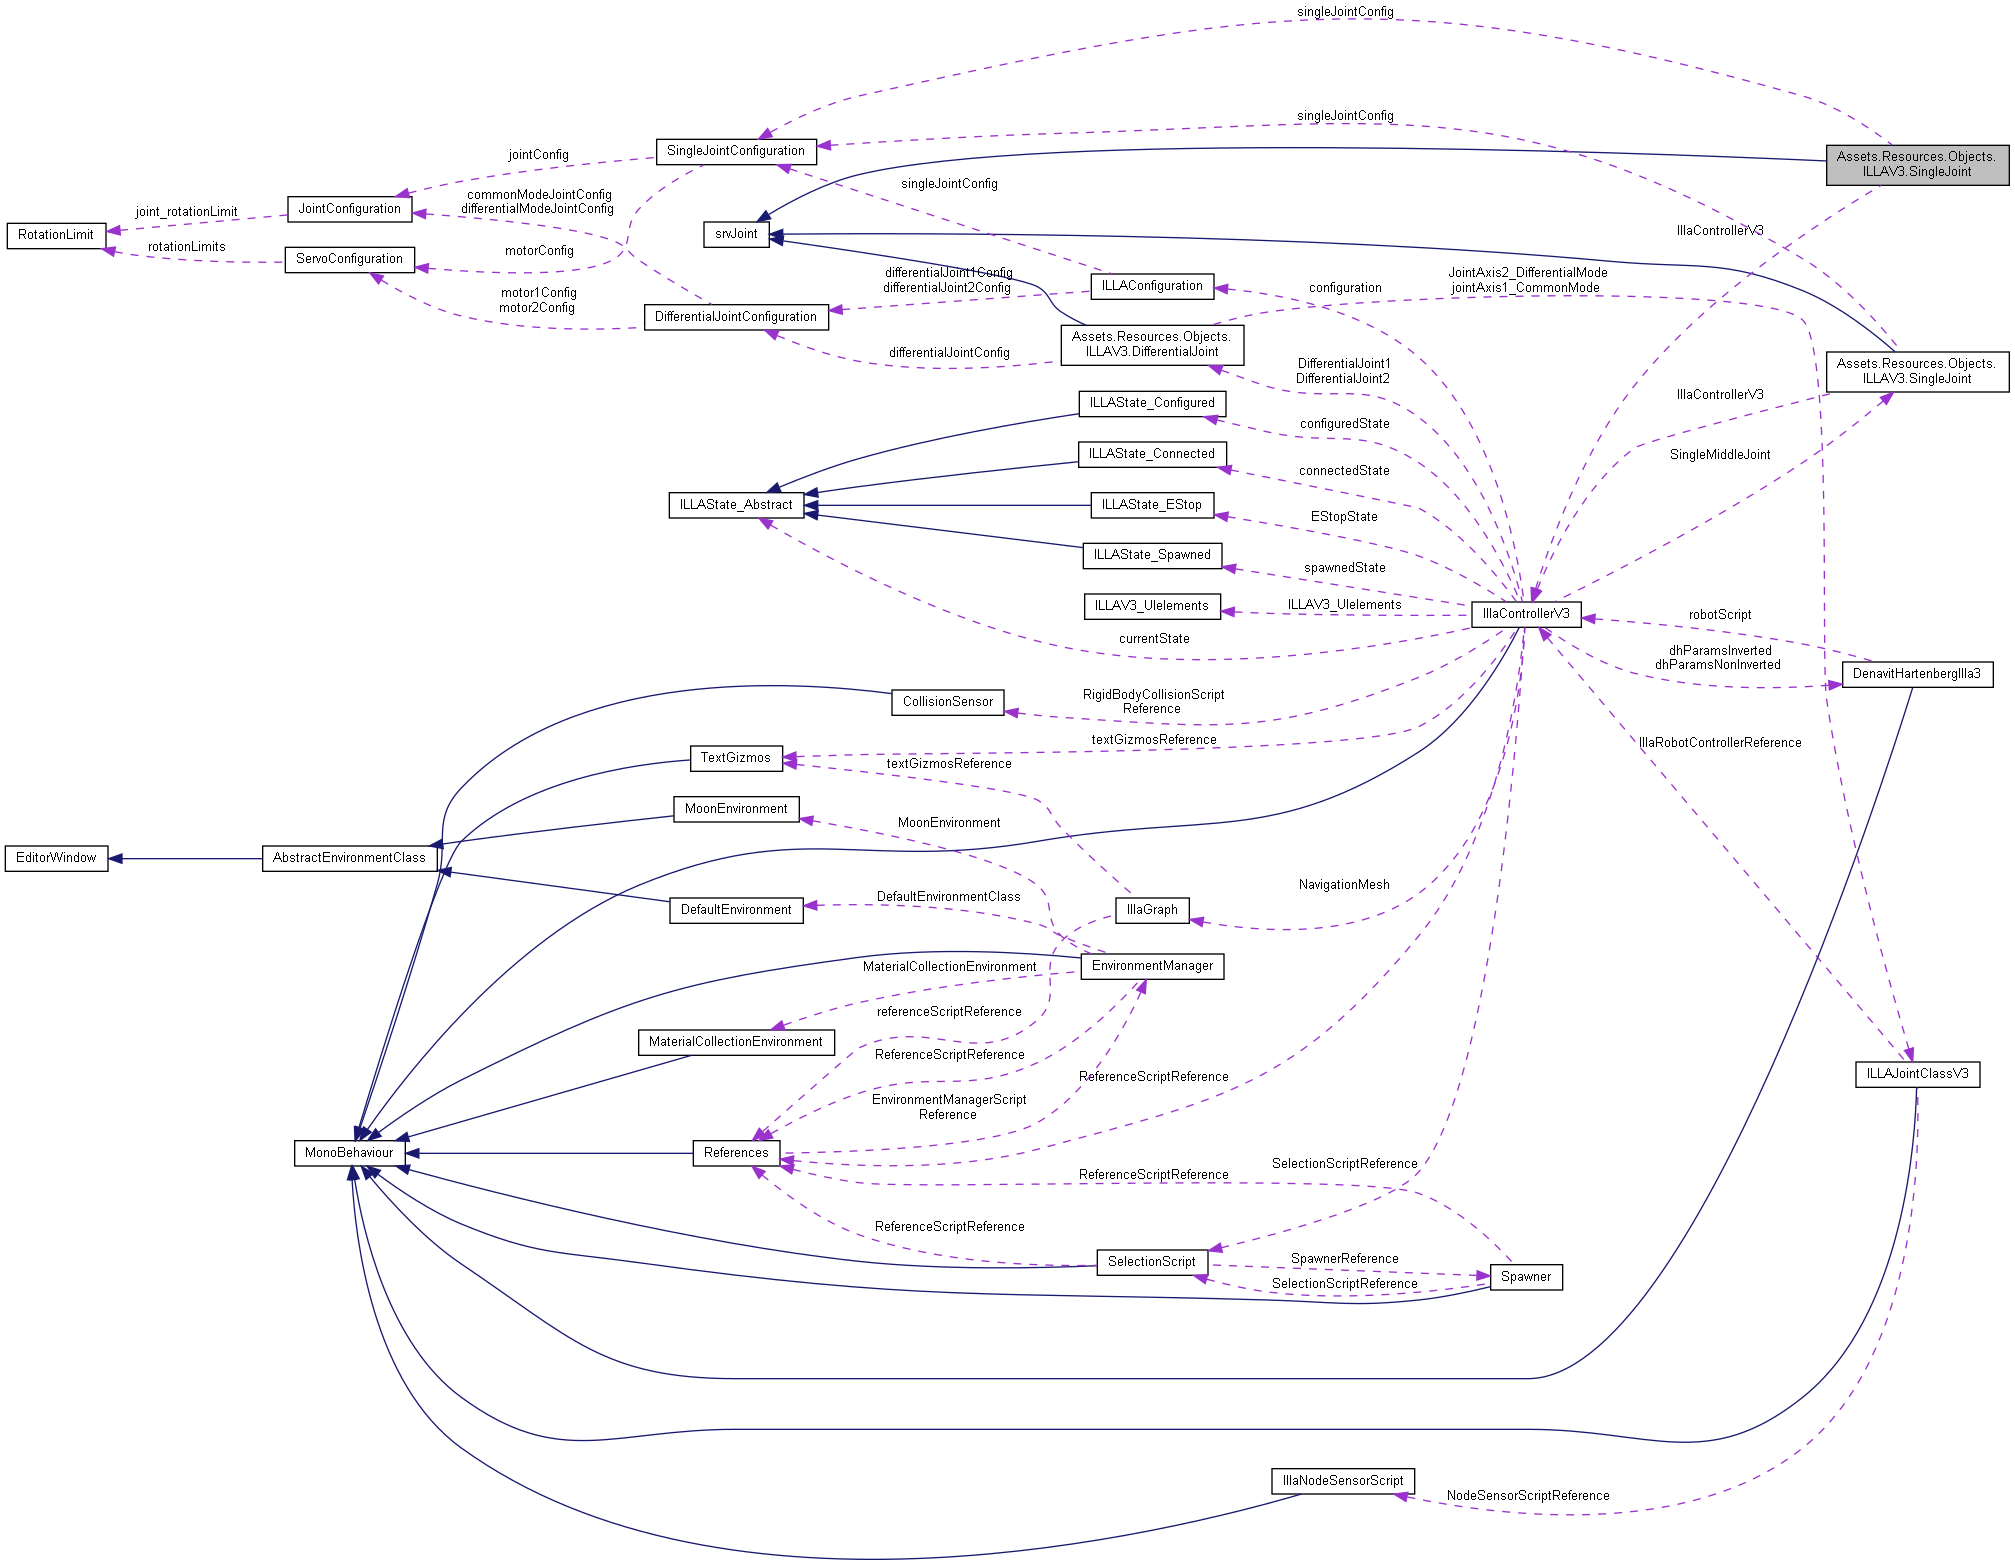 singleJointConfig
singleJointConfig
SingleJointConfiguration
jointConfig
Assets.Resources.Objects.
ILLAV3.SingleJoint
singleJointConfig
commonModeJointConfig
differentialModeJointConfig
JointConfiguration
joint_rotationLimit
RotationLimit
rotationLimits
ServoConfiguration
motorConfig
srvJoint
IllaControllerV3
motor1Config
motor2Config
DifferentialJointConfiguration
differentialJoint1Config
differentialJoint2Config
ILLAConfiguration
configuration
JointAxis2_DifferentialMode
jointAxis1_CommonMode
Assets.Resources.Objects.
ILLAV3.DifferentialJoint
differentialJointConfig
DifferentialJoint1
DifferentialJoint2
Assets.Resources.Objects.
ILLAV3.SingleJoint
IllaControllerV3
ILLAState_Configured
configuredState
ILLAState_Connected
connectedState
SingleMiddleJoint
ILLAState_Abstract
ILLAState_EStop
EStopState
ILLAState_Spawned
spawnedState
ILLAV3_UIelements
ILLAV3_UIelements
IllaControllerV3
robotScript
currentState
dhParamsInverted
dhParamsNonInverted
DenavitHartenbergIlla3
CollisionSensor
RigidBodyCollisionScript
Reference
textGizmosReference
IllaRobotControllerReference
TextGizmos
textGizmosReference
MoonEnvironment
MoonEnvironment
EditorWindow
AbstractEnvironmentClass
DefaultEnvironment
DefaultEnvironmentClass
IllaGraph
NavigationMesh
MaterialCollectionEnvironment
EnvironmentManager
referenceScriptReference
MaterialCollectionEnvironment
ReferenceScriptReference
ReferenceScriptReference
ILLAJointClassV3
EnvironmentManagerScript
Reference
MonoBehaviour
References
SelectionScriptReference
ReferenceScriptReference
ReferenceScriptReference
SelectionScript
SpawnerReference
SelectionScriptReference
Spawner
IllaNodeSensorScript
NodeSensorScriptReference